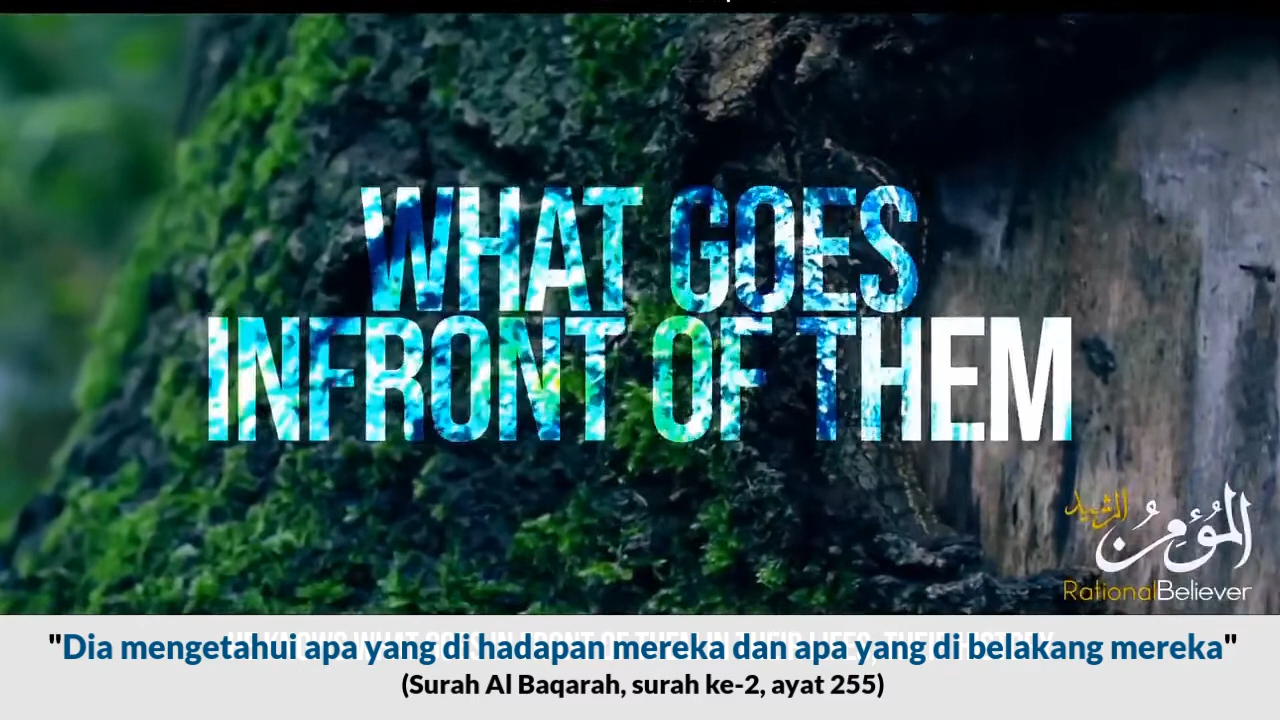 WHAT GOES
INFRONT OF THEM
الرشيد
المؤمن
RationalBeliever
"Dia mengetahui apa yang di hadapan mereka dan apa yang di belakang mereka"
(Surah Al Baqarah, surah ke-2, ayat 255)